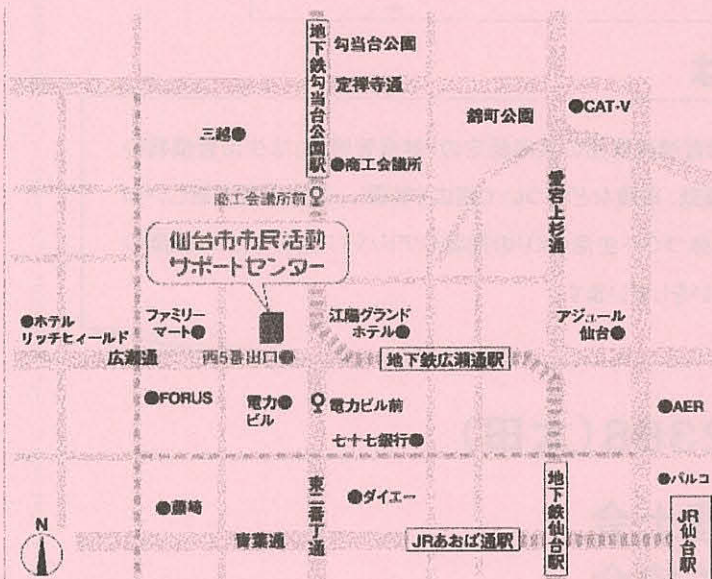 地下鉄勾当台公園駅
勾当台公園
定禅寺通
錦町公園
●CAT-V
三越●
●商工会議所
愛宕上杉通
商工会議所前
仙台市市民活動
サポートセンター
●ホテル
リッチヒィールド
ファミリー
マート●
江陽グランド
ホテル●
アジュール
仙台●
広瀬通
西5番出口●
地下鉄広瀬通駅
●FORUS
電力●
ビル
電力ビル前
●AER
七十七銀行●
●パルコ
●藤崎
東二番丁通
●ダイエー
地下鉄仙台駅
JR仙台駅
N
青葉通
JRあおば通駅